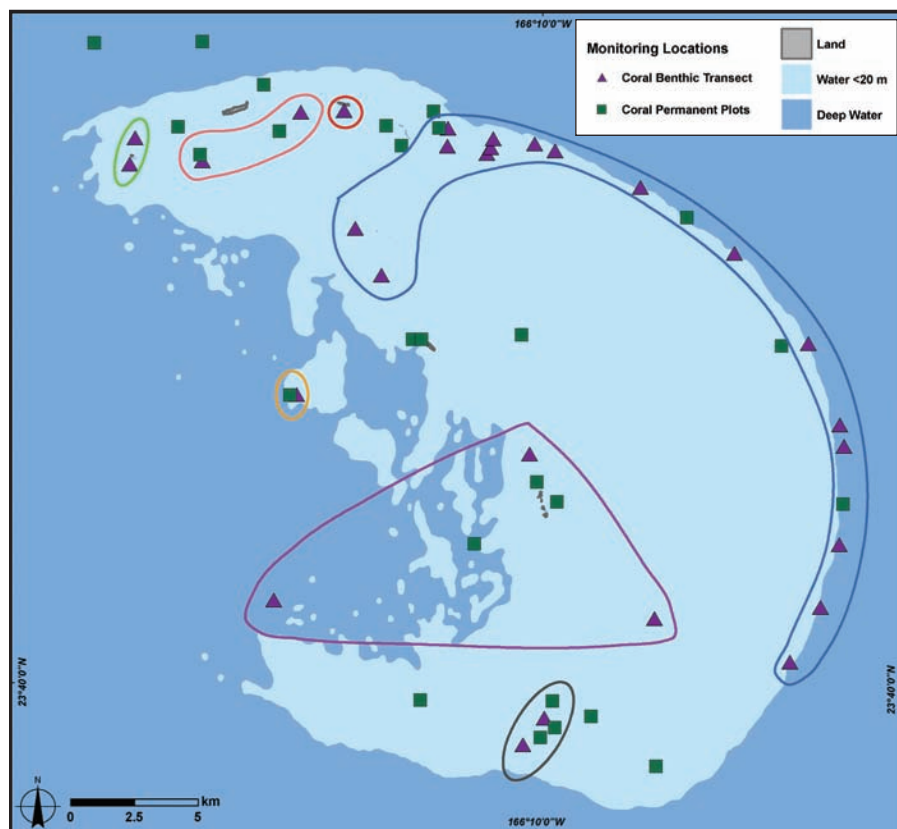 166°10'0"W
Monitoring Locations
Coral Benthic Transect
Coral Permanent Plots
Land
Water <20 m
Deep Water
23°40'0"N
23°40'0"N
N
km
0 2.5 5
166°10'0"W